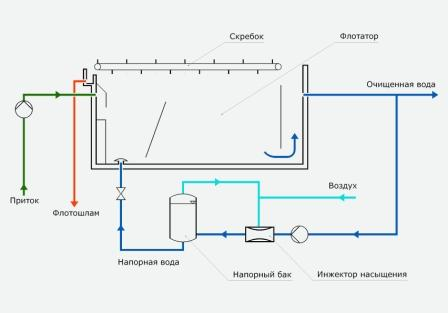 Скребок
Флотатор
Очищенная вода
Приток
Флотошлам
Воздух
Напорная вода
Напорный бак
Инжектор насыщения